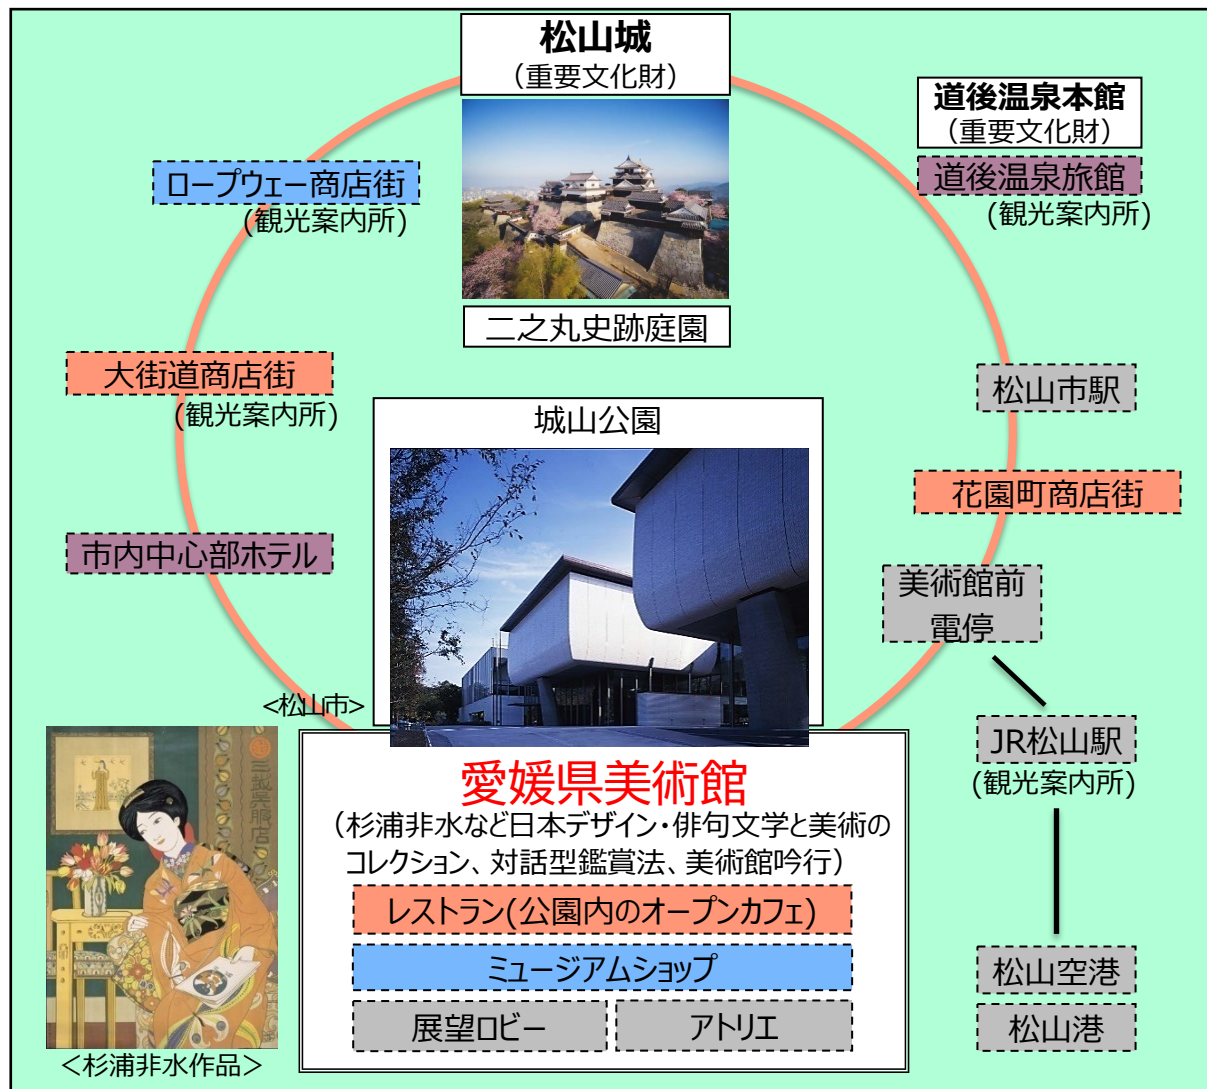 松山城
（重要文化財）
道後温泉本館
（重要文化財）
道後温泉旅館
(観光案内所)
ロープウェー商店街
(観光案内所)
二之丸史跡庭園
大街道商店街
(観光案内所)
松山市駅
城山公園
花園町商店街
市内中心部ホテル
美術館前
電停
<松山市>
JR松山駅
(観光案内所)
三越呉服店
愛媛県美術館
（杉浦非水など日本デザイン・俳句文学と美術の
コレクション、対話型鑑賞法、美術館吟行）
レストラン(公園内のオープンカフェ)
ミュージアムショップ
展望ロビー
アトリエ
松山空港
松山港
＜杉浦非水作品＞